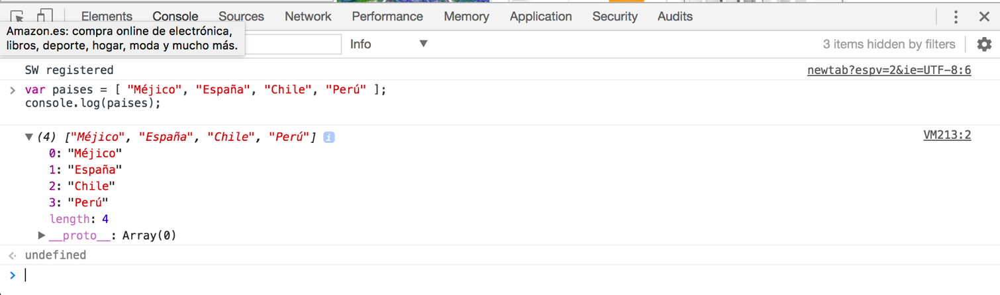 Elements Console Sources Network Performance Memory Application Security Audits
Amazon.es: compra online de electrónica,
libros, deporte, hogar, moda y mucho más.
Info ▼ 3 items hidden by filters
SW registered newtab?espv=2&ie=UTF-8:6
> var paises = [ "Méjico", "España", "Chile", "Perú" ];
console.log(paises);
▼ (4) ["Méjico", "España", "Chile", "Perú"] i VM213:2
0: "Méjico"
1: "España"
2: "Chile"
3: "Perú"
length: 4
▶ __proto__: Array(0)
undefined
>